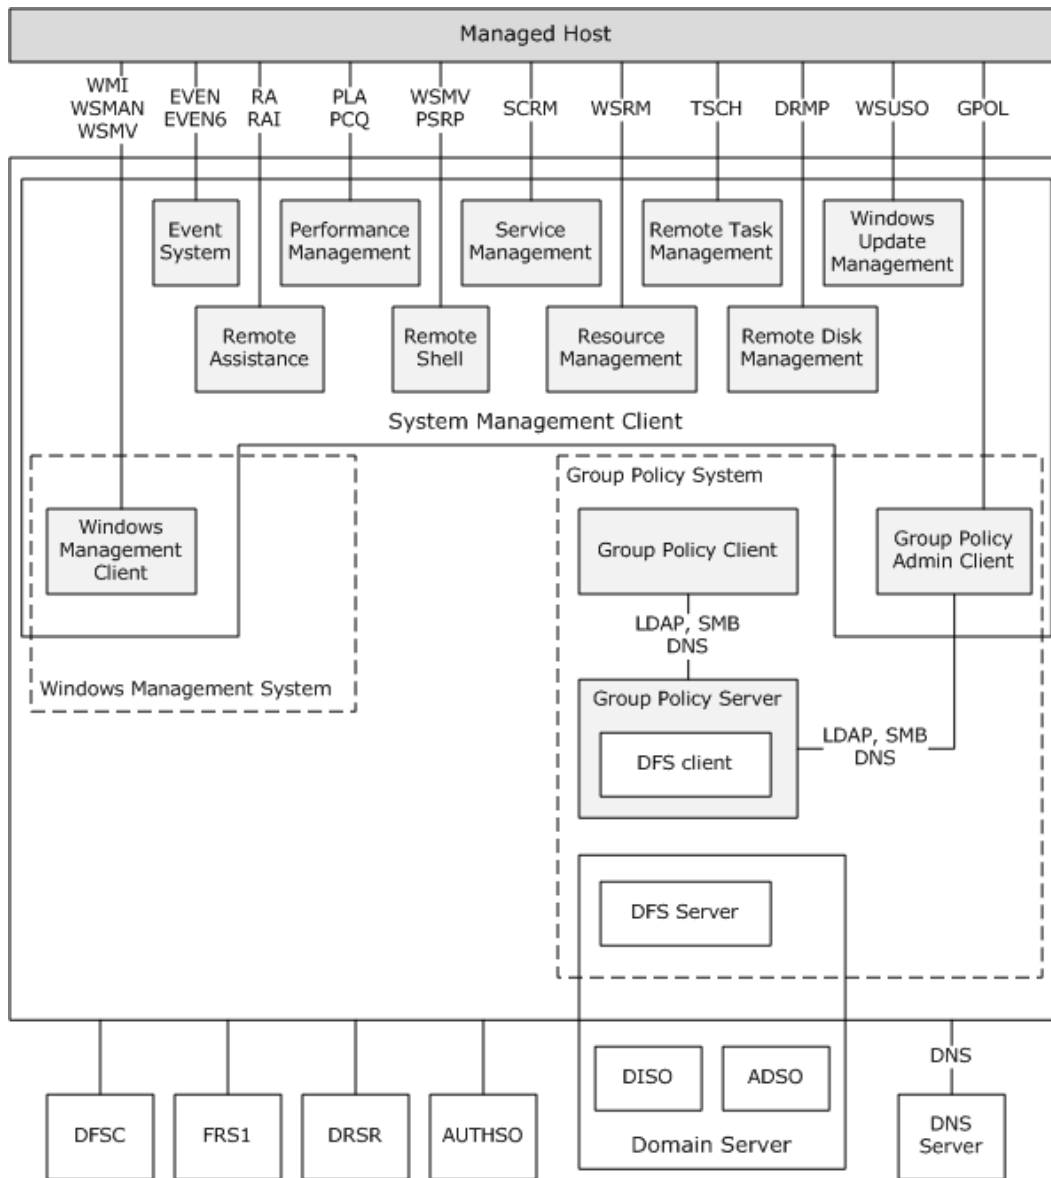 Managed Host
WMI
WSMAN
WSMV
EVEN
EVEN6
RA
RAI
PLA
PCQ
WSMV
PSRP
SCRM
WSRM
TSCH
DRMP
WSUSO
GPOL
Event
System
Performance
Management
Service
Management
Remote Task
Management
Windows
Update
Management
Remote
Assistance
Remote
Shell
Resource
Management
Remote Disk
Management
System Management Client
Windows
Management
Client
Windows Management System
Group Policy System
Group Policy Client
Group Policy
Admin Client
LDAP, SMB
DNS
Group Policy Server
DFS client
LDAP, SMB
DNS
DFS Server
DISO
ADSO
Domain Server
DFSC
FRS1
DRSR
AUTHSO
DNS
DNS
Server